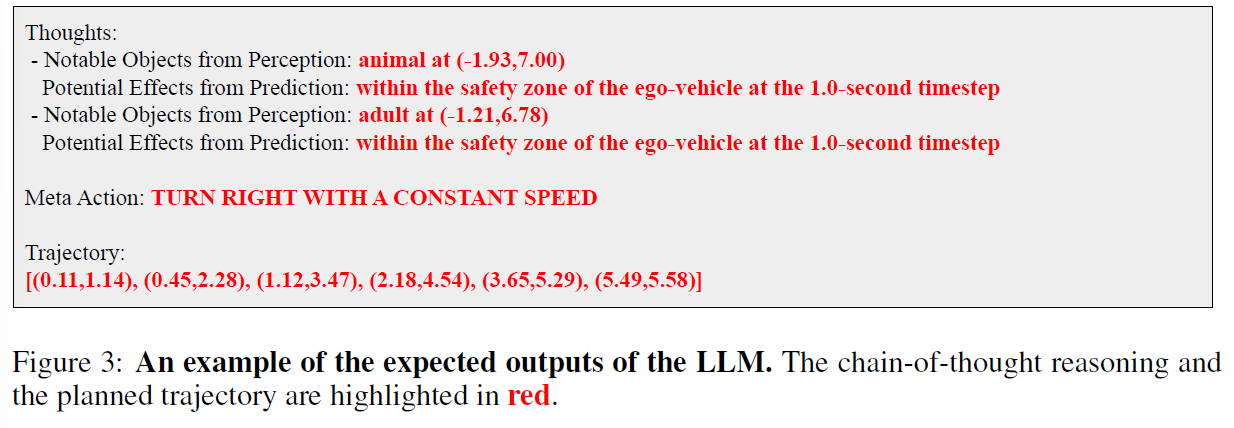 Thoughts:
- Notable Objects from Perception: animal at (-1.93,7.00)
Potential Effects from Prediction: within the safety zone of the ego-vehicle at the 1.0-second timestep
- Notable Objects from Perception: adult at (-1.21,6.78)
Potential Effects from Prediction: within the safety zone of the ego-vehicle at the 1.0-second timestep
Meta Action: TURN RIGHT WITH A CONSTANT SPEED
Trajectory:
[(0.11,1.14), (0.45,2.28), (1.12,3.47), (2.18,4.54), (3.65,5.29), (5.49,5.58)]
Figure 3: An example of the expected outputs of the LLM. The chain-of-thought reasoning and
the planned trajectory are highlighted in red.